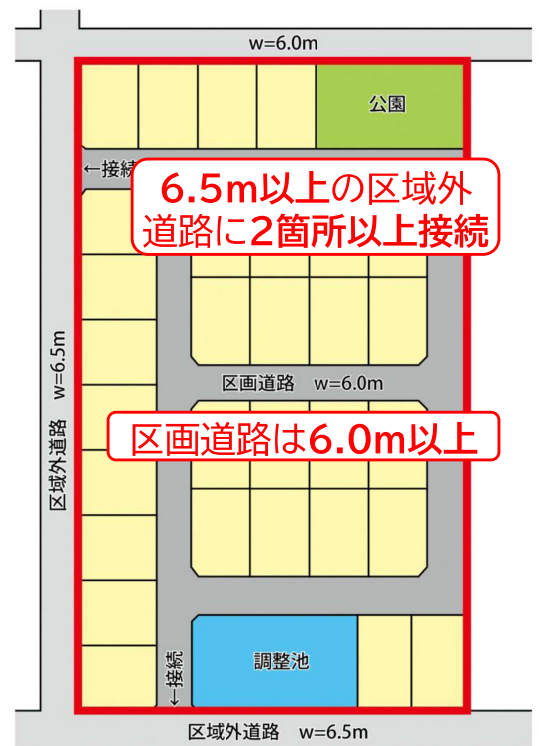 w=6.0m
公園
←接続
6.5m以上の区域外
道路に2箇所以上接続
区画道路 w=6.0m
区域外道路 w=6.5m
区画道路は6.0m以上
調整池
←接続
区域外道路 w=6.5m